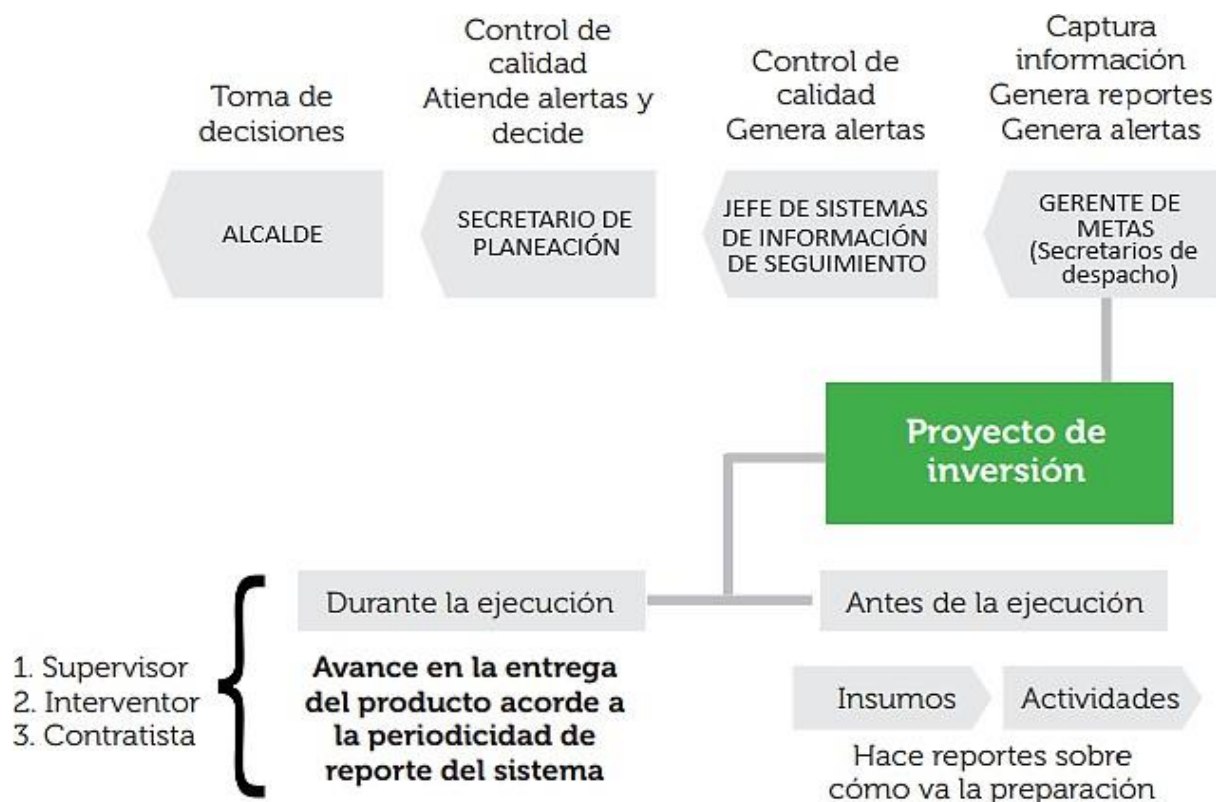 Toma de
decisiones
Control de
calidad
Atiende alertas y
decide
Control de
calidad
Genera alertas
Captura
información
Genera reportes
Genera alertas
ALCALDE
SECRETARIO DE
PLANEACIÓN
JEFE DE SISTEMAS
DE INFORMACIÓN
DE SEGUIMIENTO
GERENTE DE
METAS
(Secretarios de
despacho)
Proyecto de
inversión
Durante la ejecución
Antes de la ejecución
1. Supervisor
2. Interventor
3. Contratista
Avance en la entrega
del producto acorde a
la periodicidad de
reporte del sistema
Insumos
Actividades
Hace reportes sobre
cómo va la preparación